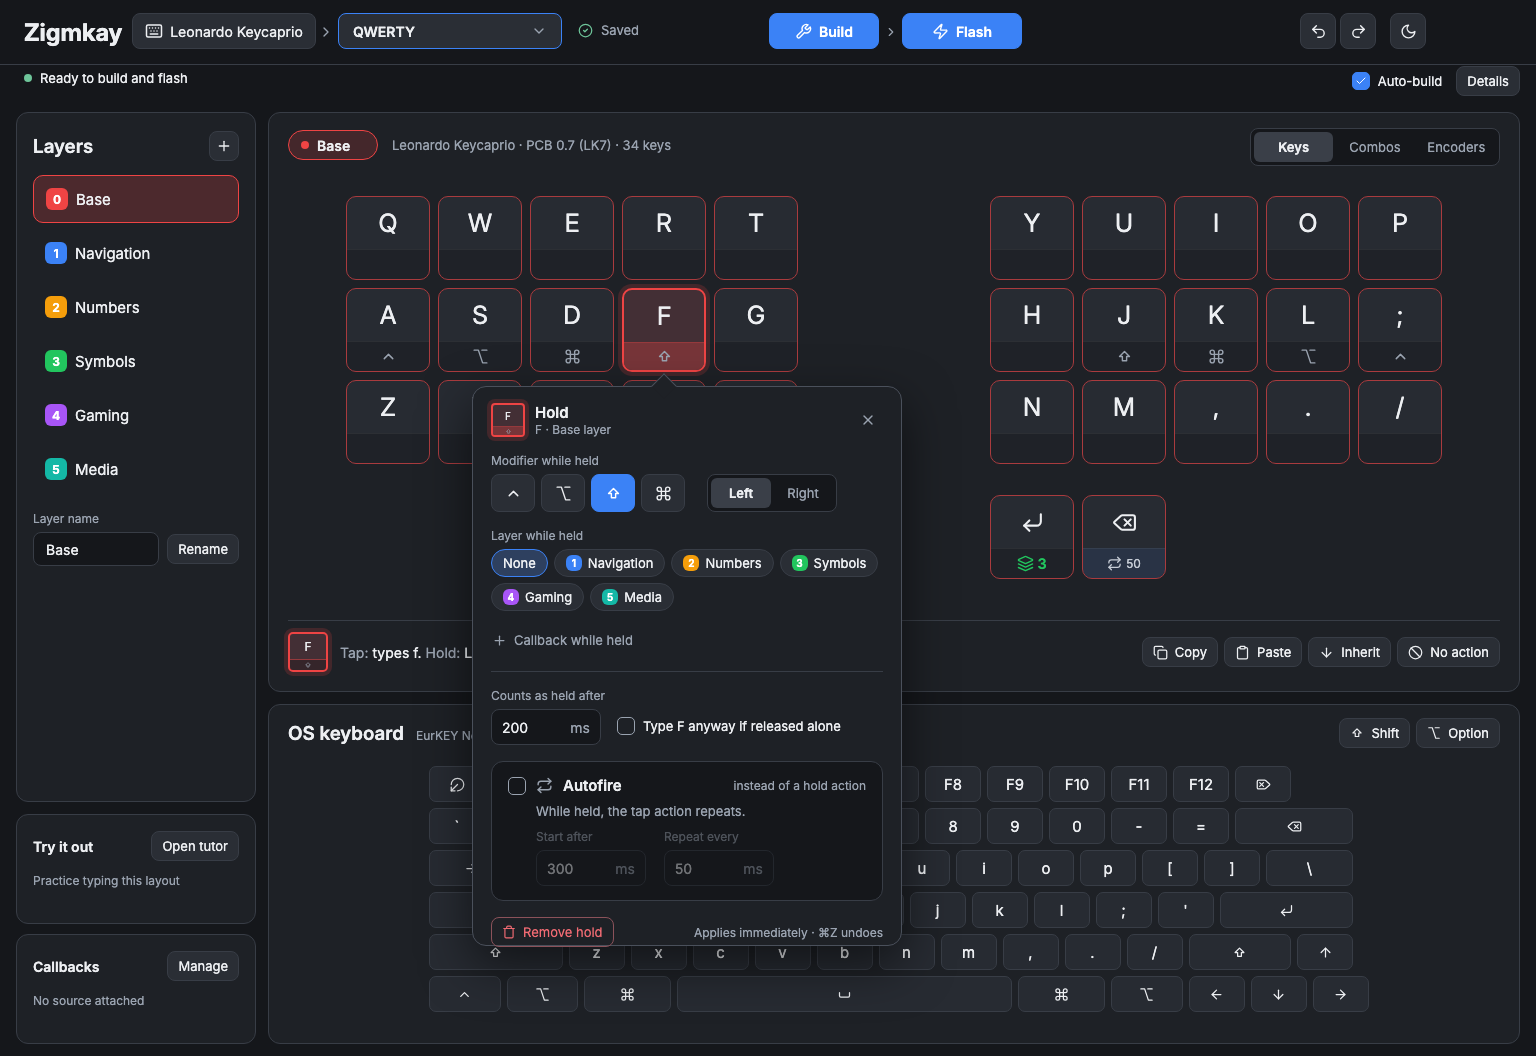 Zigmkay
Leonardo Keycaprio
QWERTY
Saved
Build
Flash
Ready to build and flash
Auto-build
Details
Layers
0 Base
1 Navigation
2 Numbers
3 Symbols
4 Gaming
5 Media
Layer name
Base
Rename
Try it out
Open tutor
Practice typing this layout
Callbacks
Manage
No source attached
Base
Leonardo Keycaprio · PCB 0.7 (LK7) · 34 keys
Keys
Combos
Encoders
Q W E R T
Y U I O P
A S D F G
H J K L ;
⌥ ⌘
⌘ ⌥
Z
N M , . /
3
50
F
Tap: types f. Hold: L
Copy
Paste
Inherit
No action
F
Hold
F · Base layer
Modifier while held
⌥ ⌘
Left
Right
Layer while held
None
1 Navigation
2 Numbers
3 Symbols
4 Gaming
5 Media
Callback while held
Counts as held after
200 ms
Type F anyway if released alone
Autofire
instead of a hold action
While held, the tap action repeats.
Start after
Repeat every
300 ms
50 ms
Remove hold
Applies immediately · ⌘Z undoes
OS keyboard
EurKEY N
Shift
⌥ Option
F8 F9 F10 F11 F12
` 8 9 0 - =
u i o p [ ] \
j k l ; '
z x c v b n m , . /
⌥ ⌘ ⌘ ⌥ ← ↓ →